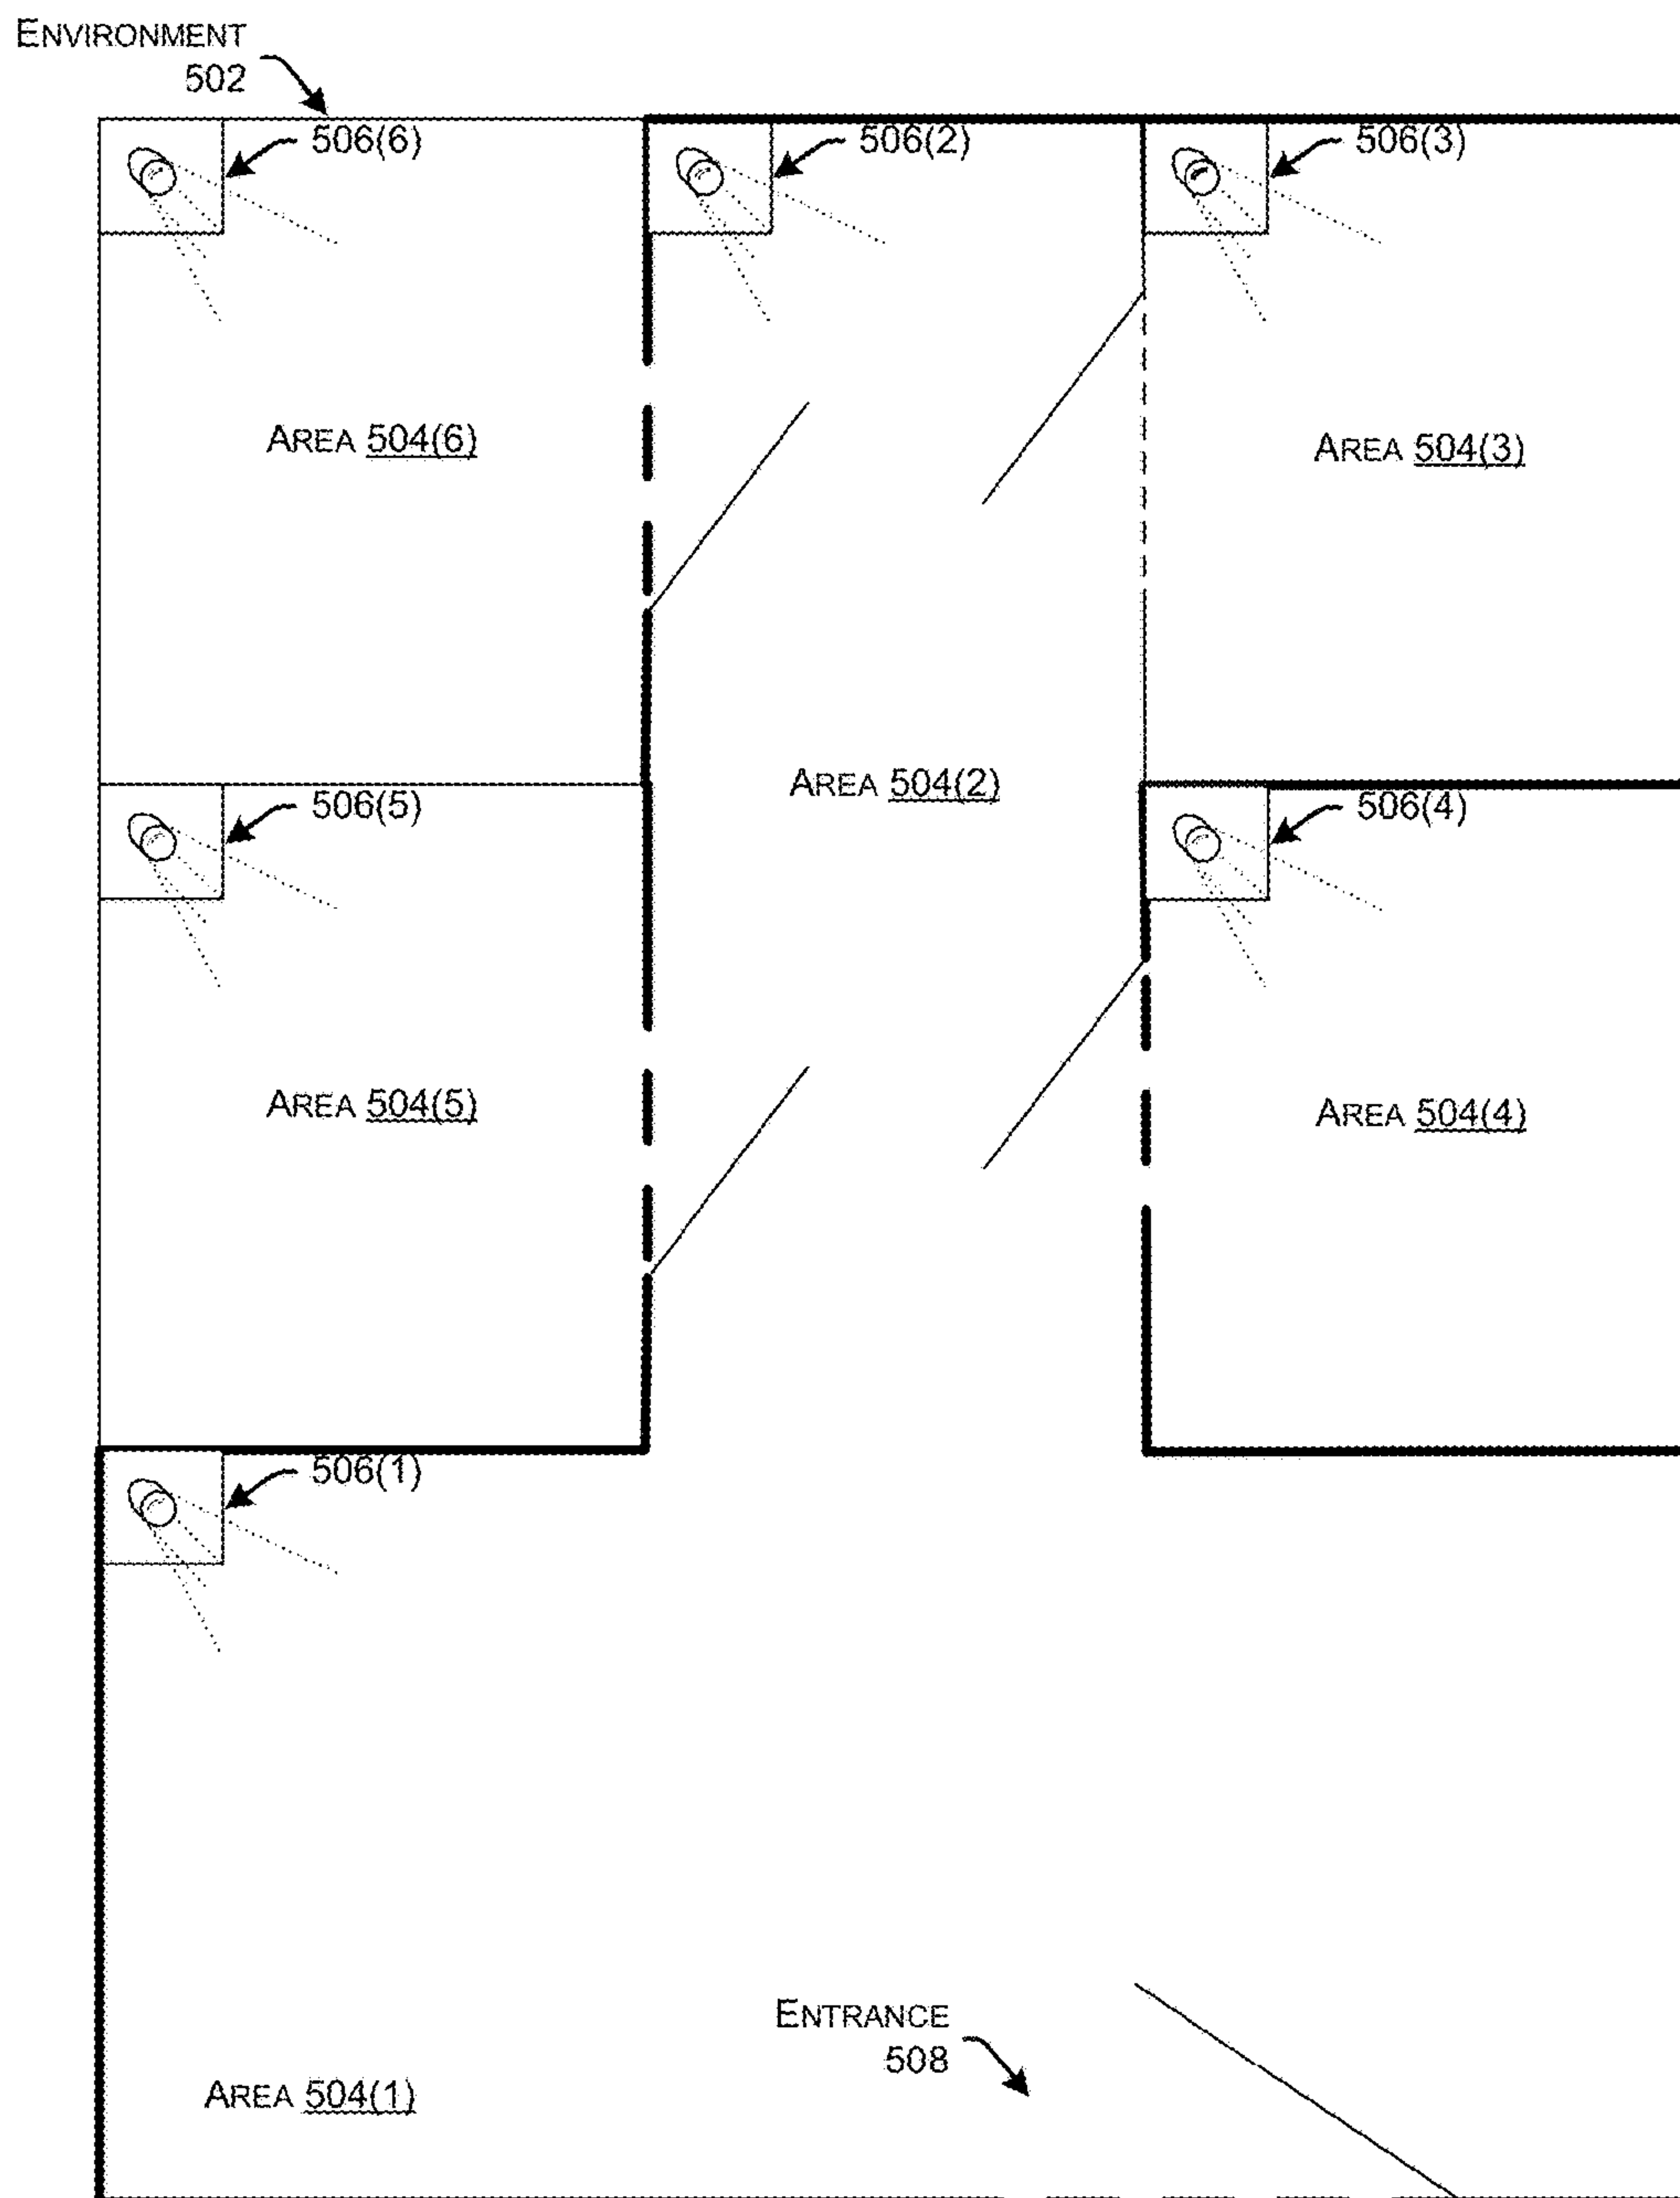 ENVIRONMENT
502
506(6)
506(2)
506(3)
AREA 504(6)
AREA 504(3)
AREA 504(2)
506(5)
506(4)
AREA 504(5)
AREA 504(4)
506(1)
ENTRANCE
508
AREA 504(1)